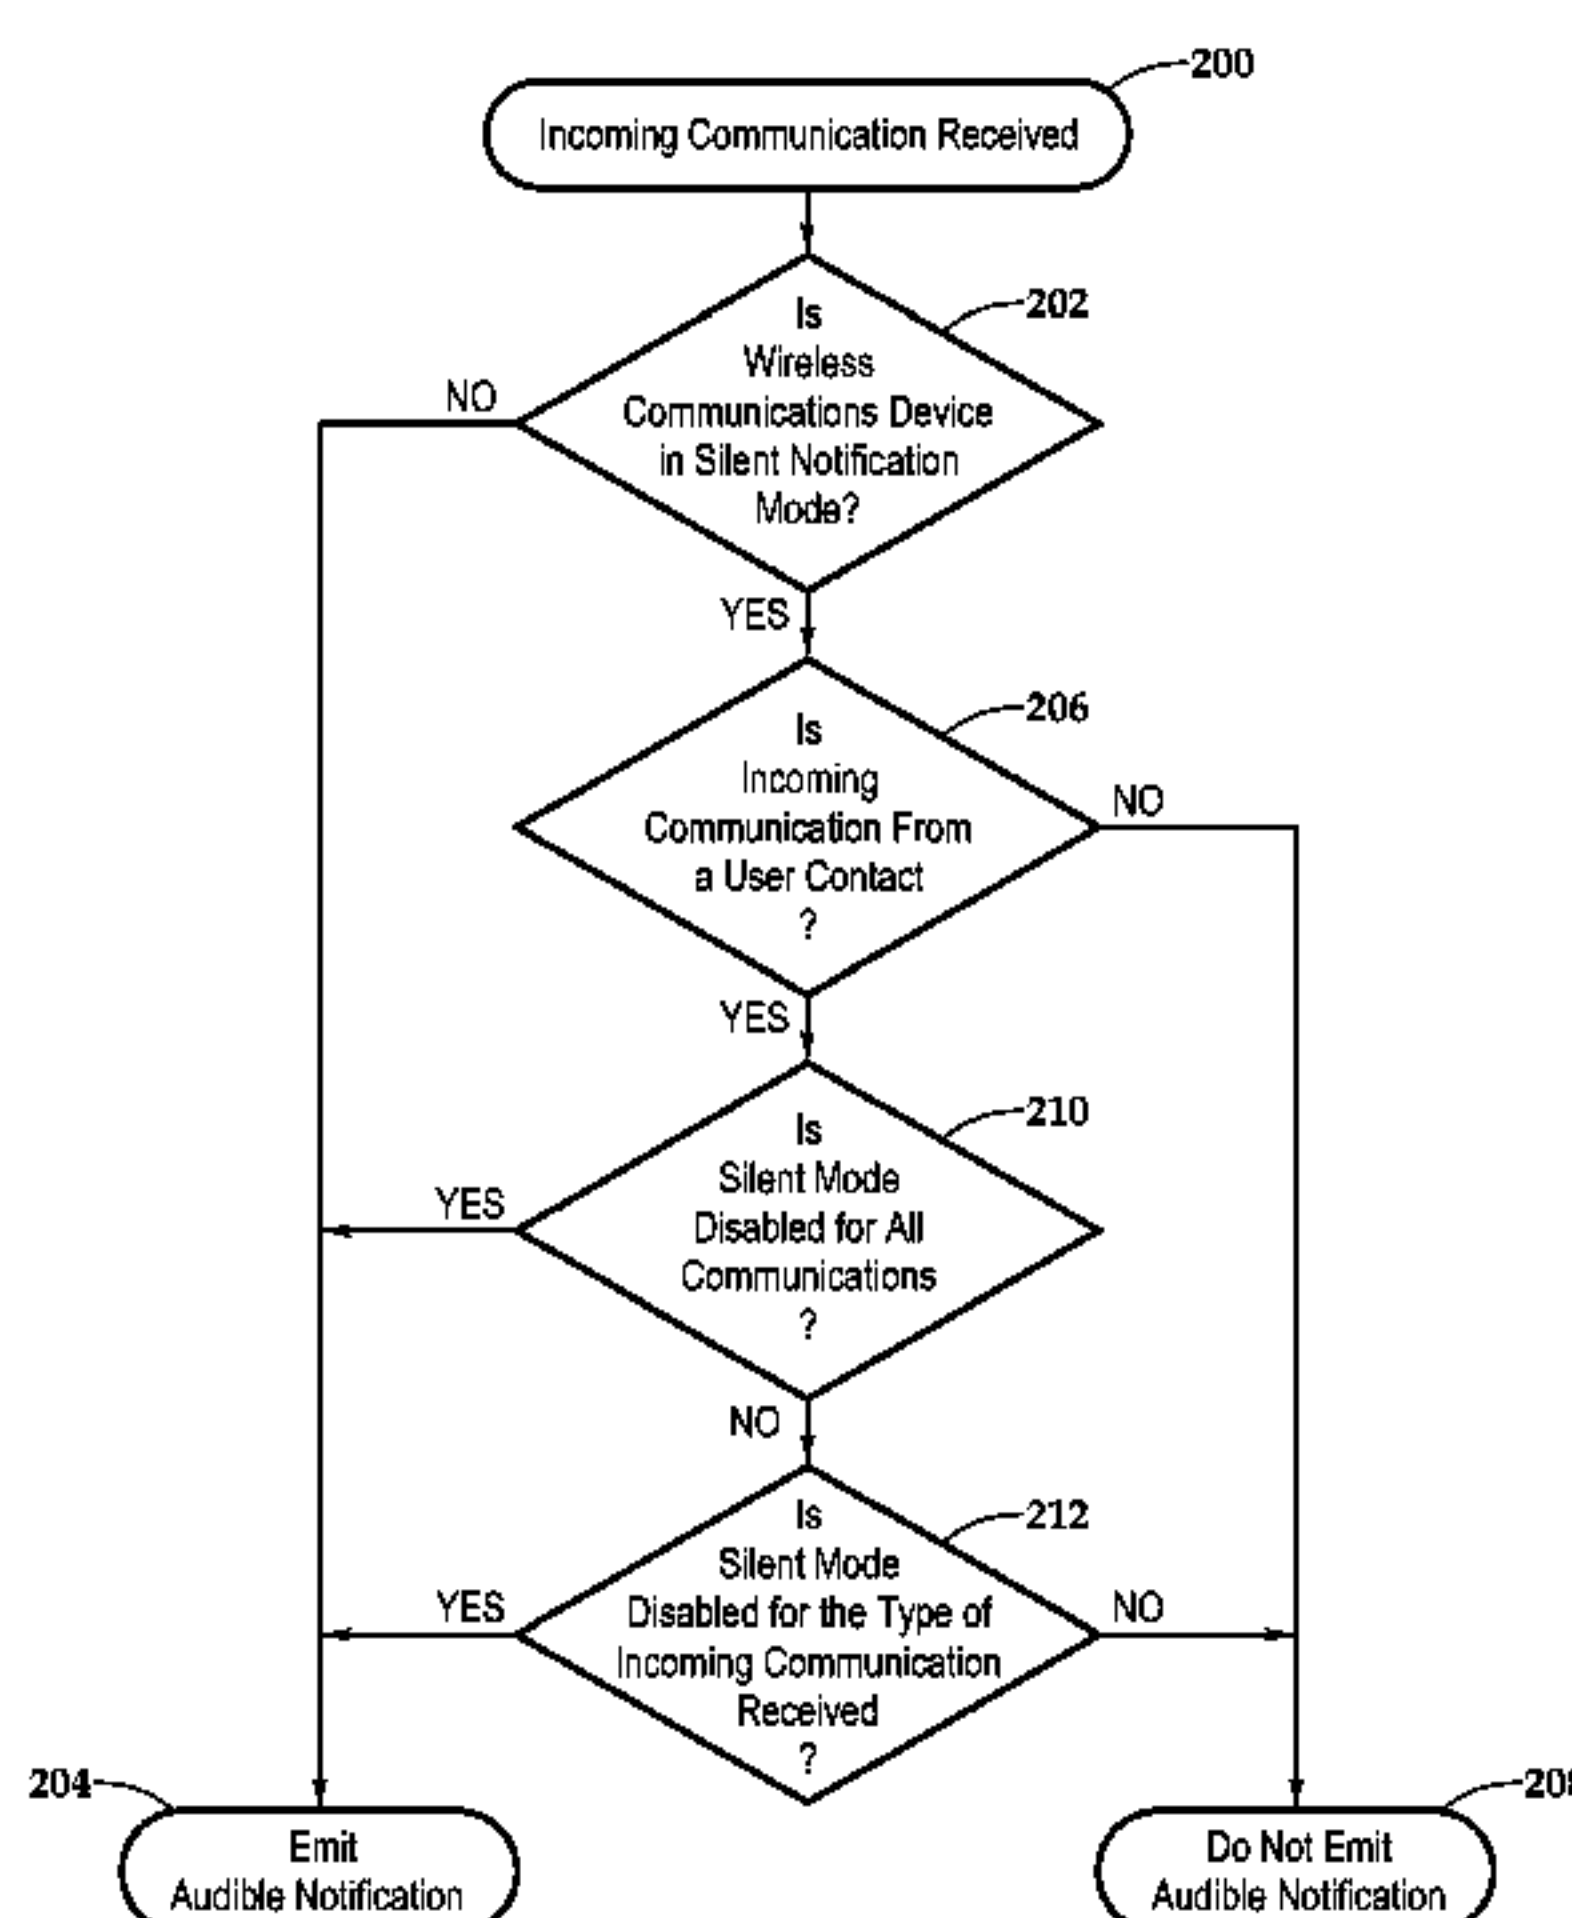 200
Incoming Communication Received
202
Is
Wireless
Communications Device
in Silent Notification
Mode?
NO
YES
206
Is
Incoming
Communication From
a User Contact
?
NO
YES
210
Is
Silent Mode
Disabled for All
Communications
?
YES
NO
212
Is
Silent Mode
Disabled for the Type of
Incoming Communication
Received
?
YES
NO
204
Emit
Audible Notification
Do Not Emit
Audible Notification